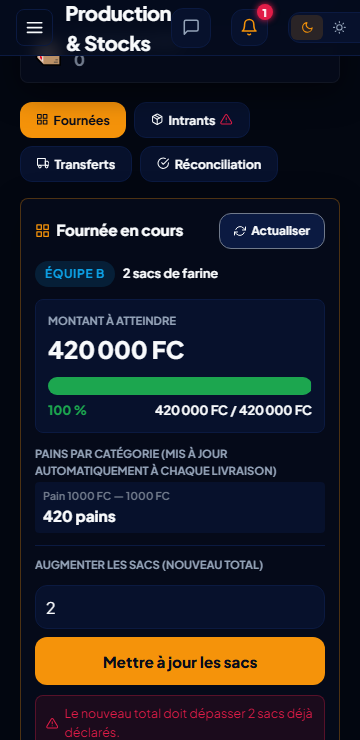 Production
& Stocks
1
0
Fournées
Intrants
Transferts
Réconciliation
Fournée en cours
Actualiser
ÉQUIPE B
2 sacs de farine
MONTANT À ATTEINDRE
420 000 FC
100 %
420 000 FC / 420 000 FC
PAINS PAR CATÉGORIE (MIS À JOUR
AUTOMATIQUEMENT À CHAQUE LIVRAISON)
Pain 1000 FC — 1000 FC
420 pains
AUGMENTER LES SACS (NOUVEAU TOTAL)
2
Mettre à jour les sacs
Le nouveau total doit dépasser 2 sacs déjà
déclarés.